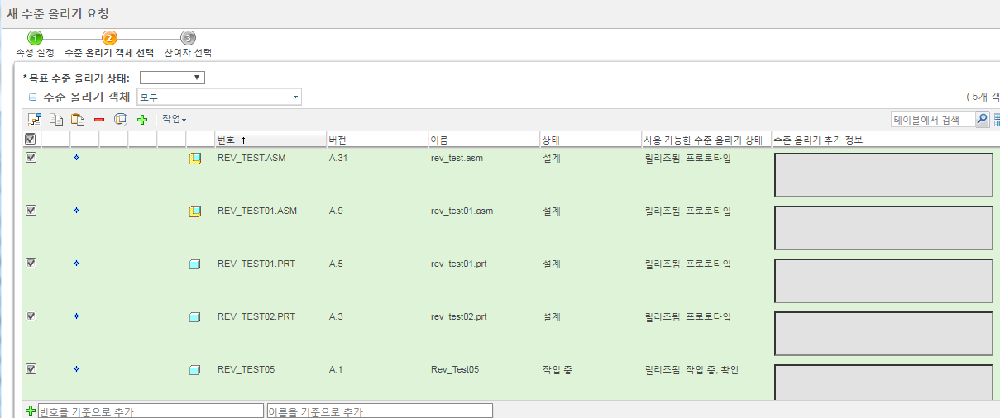 새 수준 올리기 요청
1 2 3
속성 설정 수준 올리기 객체 선택 참여자 선택
*목표 수준 올리기 상태:
수준 올리기 객체 모두 ( 5개 객
작업 테이블에서 검색
번호 ↑ 버전 이름 상태 사용 가능한 수준 올리기 상태 수준 올리기 추가 정보
REV_TEST.ASM A.31 rev_test.asm 설계 릴리즈됨, 프로토타입
REV_TEST01.ASM A.9 rev_test01.asm 설계 릴리즈됨, 프로토타입
REV_TEST01.PRT A.5 rev_test01.prt 설계 릴리즈됨, 프로토타입
REV_TEST02.PRT A.3 rev_test02.prt 설계 릴리즈됨, 프로토타입
REV_TEST05 A.1 Rev_Test05 작업 중 릴리즈됨, 작업 중, 확인
번호를 기준으로 추가 이름을 기준으로 추가